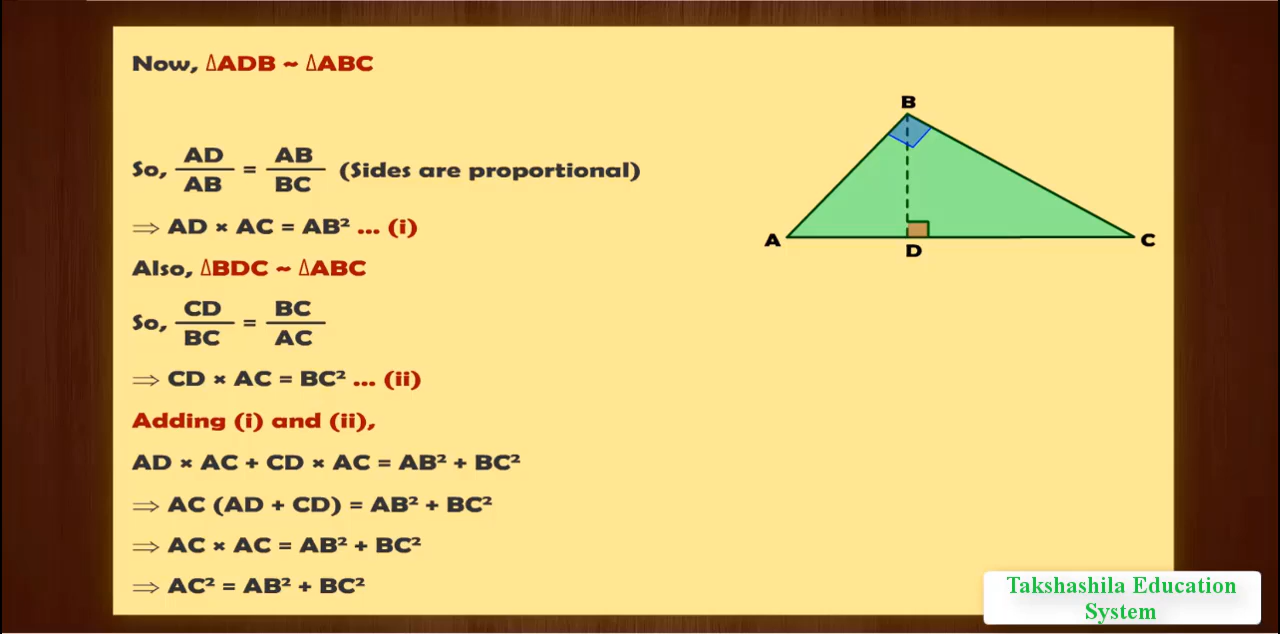 Now, ΔADB ~ ΔABC
So, AD/AB = AB/BC (Sides are proportional)
⟹ AD × AC = AB² ... (i)
Also, ΔBDC ~ ΔABC
So, CD/BC = BC/AC
⟹ CD × AC = BC² ... (ii)
Adding (i) and (ii),
AD × AC + CD × AC = AB² + BC²
⟹ AC (AD + CD) = AB² + BC²
⟹ AC × AC = AB² + BC²
⟹ AC² = AB² + BC²
B
A
D
C
Takshashila Education
System